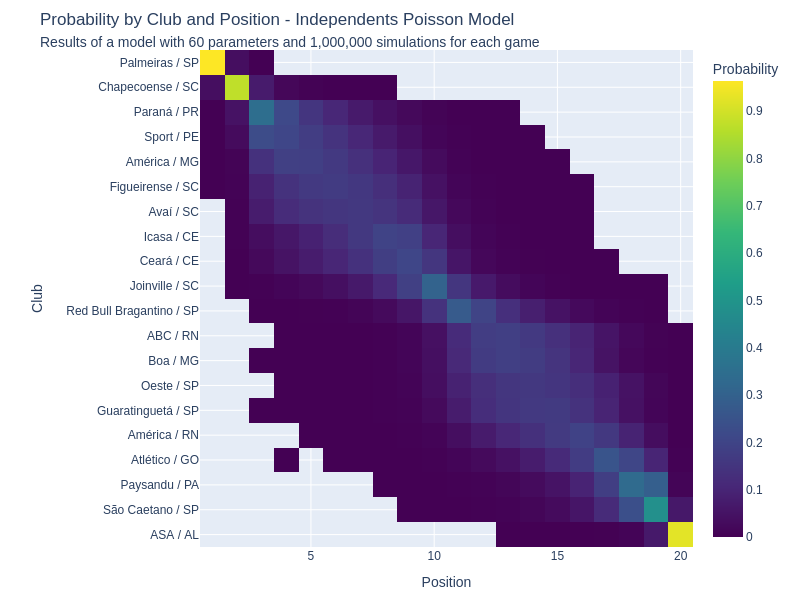 Probability by Club and Position - Independents Poisson Model
Results of a model with 60 parameters and 1,000,000 simulations for each game
Probability
Palmeiras / SP
Chapecoense / SC
Paraná / PR
Sport / PE
América / MG
Figueirense / SC
Avaí / SC
Icasa / CE
Ceará / CE
Joinville / SC
Red Bull Bragantino / SP
ABC / RN
Boa / MG
Oeste / SP
Guaratinguetá / SP
América / RN
Atlético / GO
Paysandu / PA
São Caetano / SP
ASA / AL
Club
5
10
15
20
Position
0.9
0.8
0.7
0.6
0.5
0.4
0.3
0.2
0.1
0